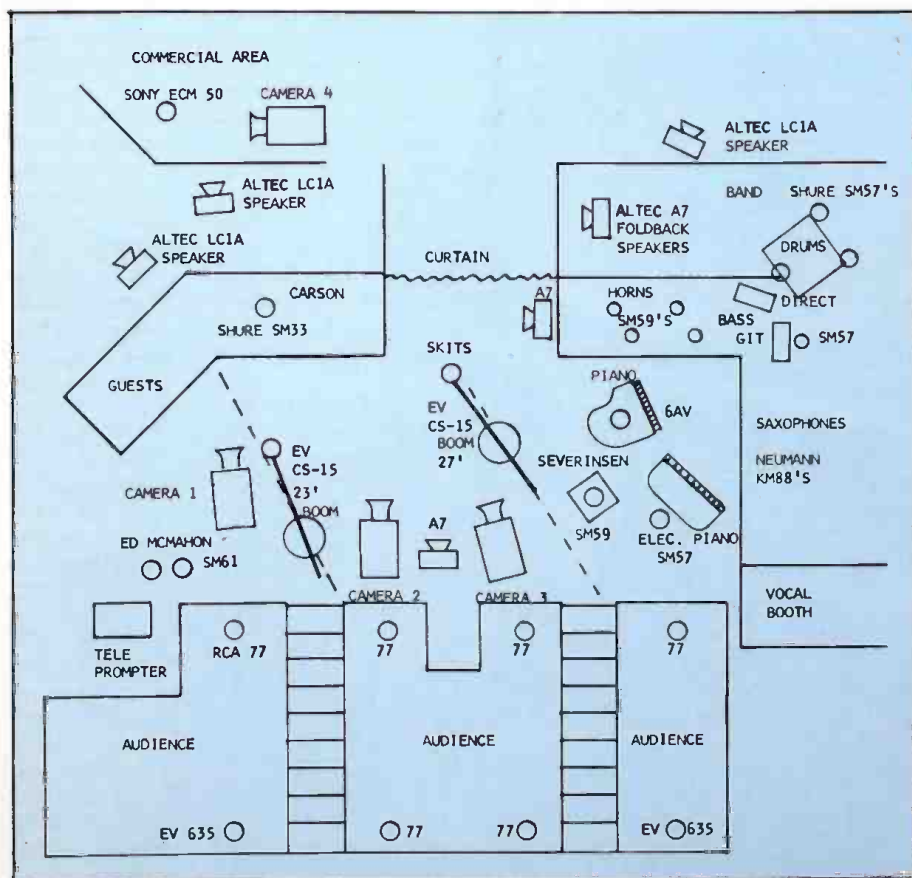 COMMERCIAL AREA
SONY ECM 50
CAMERA 4
ALTEC LC1A
SPEAKER
ALTEC LC1A
SPEAKER
ALTEC LC1A
SPEAKER
BAND
SHURE SM57'S
ALTEC A7
FOLDBACK
SPEAKERS
DRUMS
CURTAIN
CARSON
SHURE SM33
GUESTS
A7
HORNS
SM59'S
DIRECT
BASS
GIT
SM57
SKITS
PIANO
6AV
EV
CS-15
BOOM
27'
SAXOPHONES
NEUMANN
KM88'S
SEVERINSEN
SM59
ELEC. PIANO
SM57
EV
CS-15
23'
BOOM
CAMERA 1
A7
ED MCMAHON
SM61
CAMERA 2
CAMERA 3
VOCAL
BOOTH
TELE
PROMPTER
RCA 77
77
77
77
AUDIENCE
AUDIENCE
AUDIENCE
EV 635
77
77
EV 635